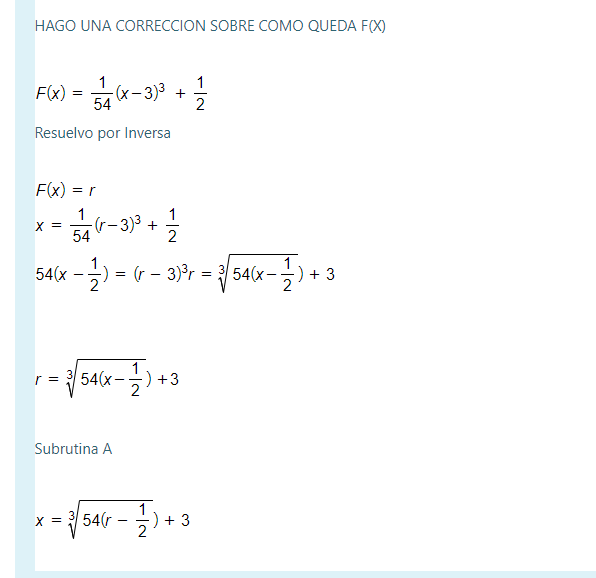 HAGO UNA CORRECCION SOBRE COMO QUEDA F(X)
F(x) = 1/54 (x − 3)³ + 1/2
Resuelvo por Inversa
F(x) = r
x = 1/54 (r − 3)³ + 1/2
54(x − 1/2) = (r − 3)³r = ∛54(x − 1/2) + 3
r = ∛54(x − 1/2) + 3
Subrutina A
x = ∛54(r − 1/2) + 3